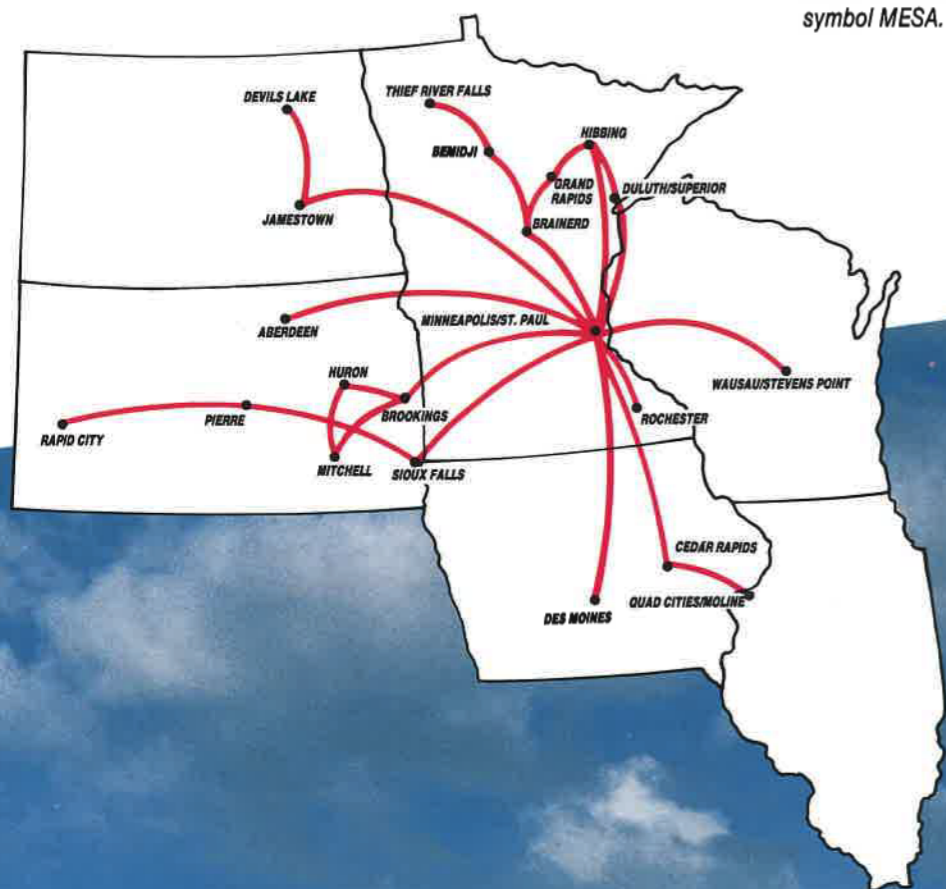 symbol MESA.
DEVILS LAKE
THIEF RIVER FALLS
HIBBING
BEMIDJI
GRAND
RAPIDS
DULUTH/SUPERIOR
JAMESTOWN
BRAINERD
MINNEAPOLIS/ST. PAUL
ABERDEEN
HURON
WAUSAU/STEVENS POINT
BROOKINGS
ROCHESTER
PIERRE
RAPID CITY
MITCHELL
SIOUX FALLS
CEDAR RAPIDS
QUAD CITIES/MOLINE
DES MOINES